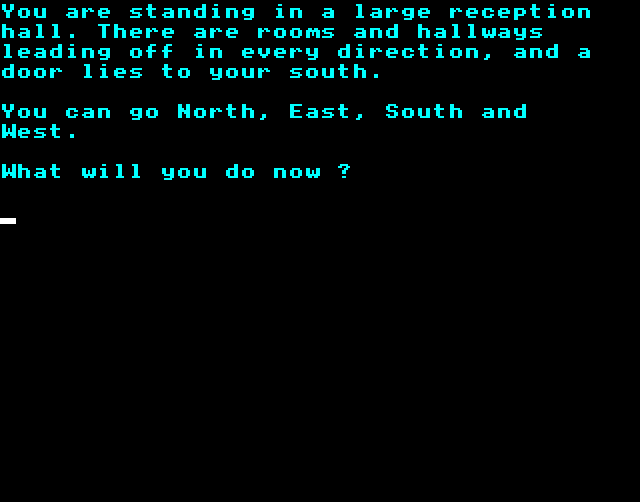 You are standing in a large reception
hall. There are rooms and hallways
leading off in every direction, and a
door lies to your south.
You can go North, East, South and
West.
What will you do now ?